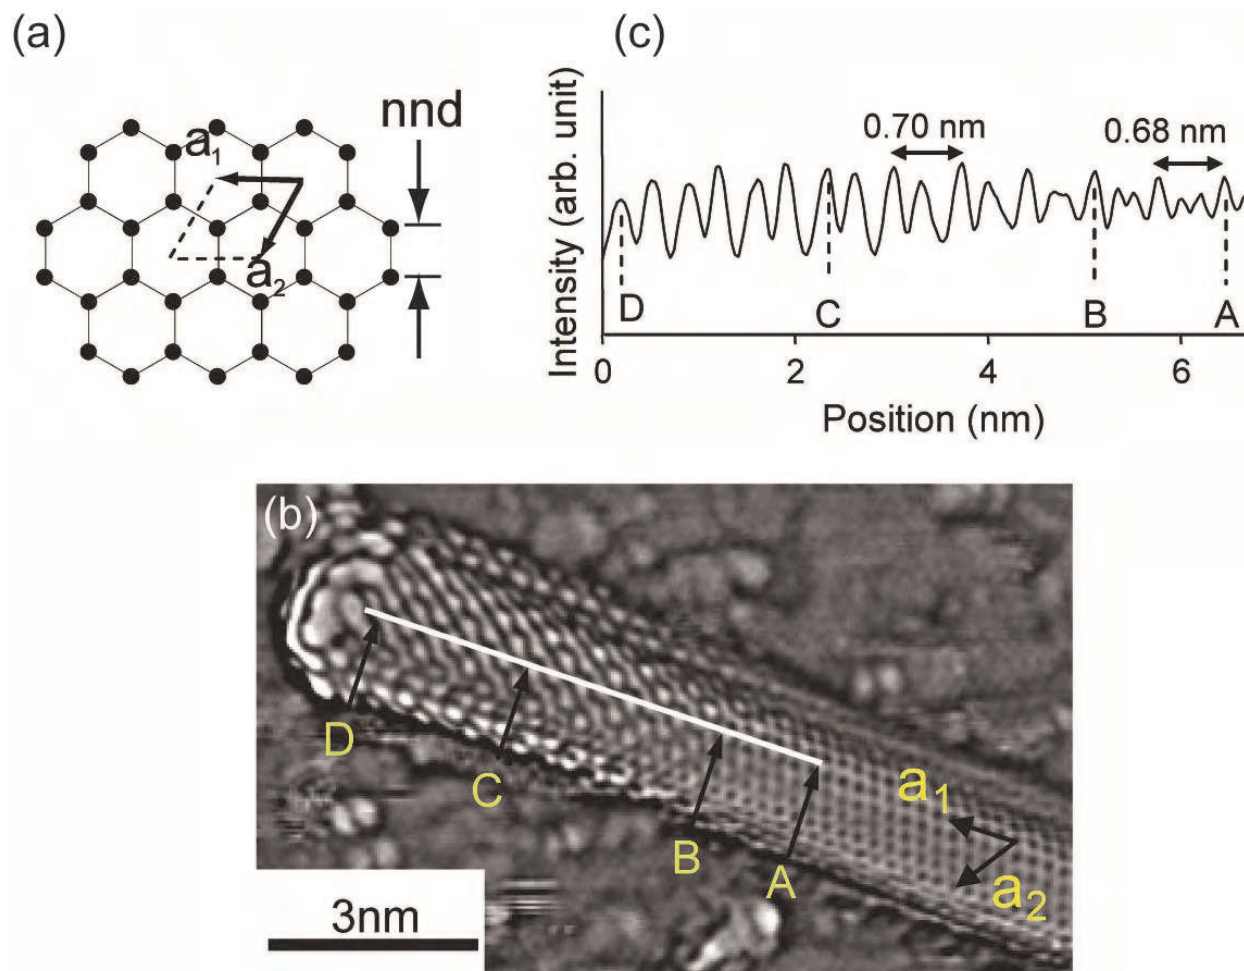 (a)
nnd
a1
a2
(c)
Intensity (arb. unit)
0.70 nm
0.68 nm
D
C
B
A
0
2
4
6
Position (nm)
(b)
D
C
B
A
a1
a2
3nm